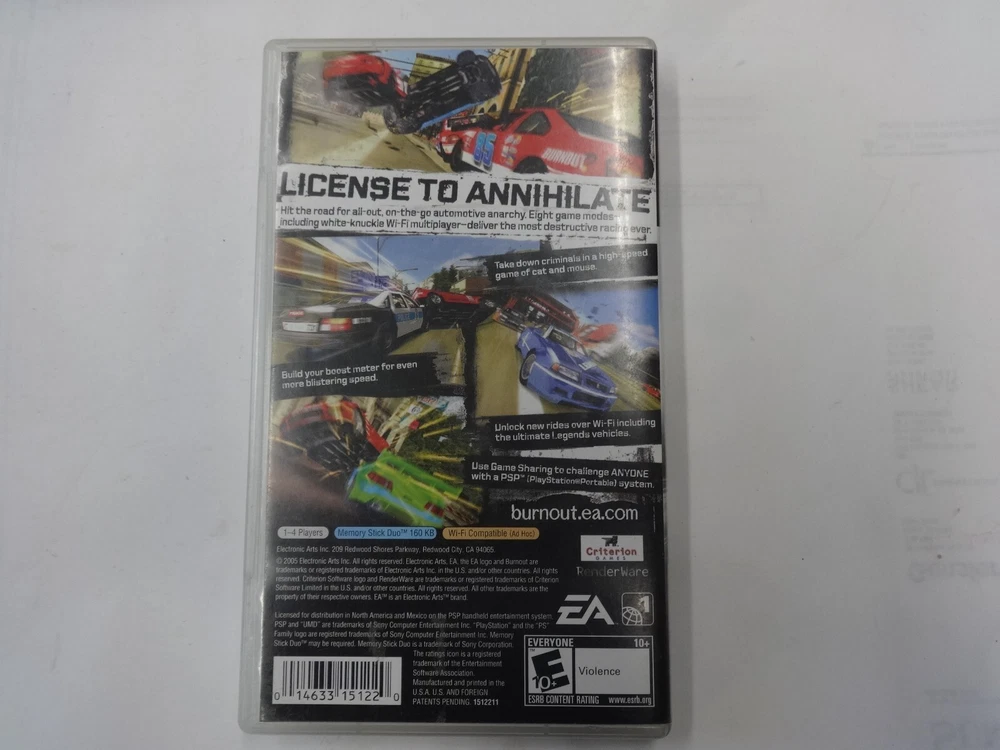 95
BURNOUT
LICENSE TO ANNIHILATE
Hit the road for all-out, on-the-go automotive anarchy. Eight game modes—
including white-knuckle Wi-Fi multiplayer—deliver the most destructive racing ever.
Take down criminals in a high-speed
game of cat and mouse.
Build your boost meter for even
more blistering speed.
Unlock new rides over Wi-Fi including
the ultimate Legends vehicles.
Use Game Sharing to challenge ANYONE
with a PSP™ (PlayStation®Portable) system.
burnout.ea.com
1-4 Players
Memory Stick Duo™ 160 KB
Wi-Fi Compatible (Ad Hoc)
Electronic Arts Inc. 209 Redwood Shores Parkway, Redwood City, CA 94065.
© 2005 Electronic Arts Inc. All rights reserved. Electronic Arts, EA, the EA logo and Burnout are
trademarks or registered trademarks of Electronic Arts Inc. in the U.S. and/or other countries. All rights
reserved. Criterion Software logo and RenderWare are trademarks or registered trademarks of Criterion
Software Limited in the U.S. and/or other countries. All rights reserved. All other trademarks are the
property of their respective owners. EA™ is an Electronic Arts™ brand.
Criterion
GAMES
RenderWare
EA
1
Licensed for distribution in North America and Mexico on the PSP handheld entertainment system.
PSP and "UMD" are trademarks of Sony Computer Entertainment Inc. "PlayStation" and the "PS"
Family logo are registered trademarks of Sony Computer Entertainment Inc. Memory
Stick Duo™ may be required. Memory Stick Duo is a trademark of Sony Corporation.
The ratings icon is a registered
trademark of the Entertainment
Software Association.
Manufactured and printed in the
U.S.A. U.S. AND FOREIGN
PATENTS PENDING. 1512211
0 14633 15122 0
EVERYONE 10+
E
10+
Violence
ESRB CONTENT RATING www.esrb.org